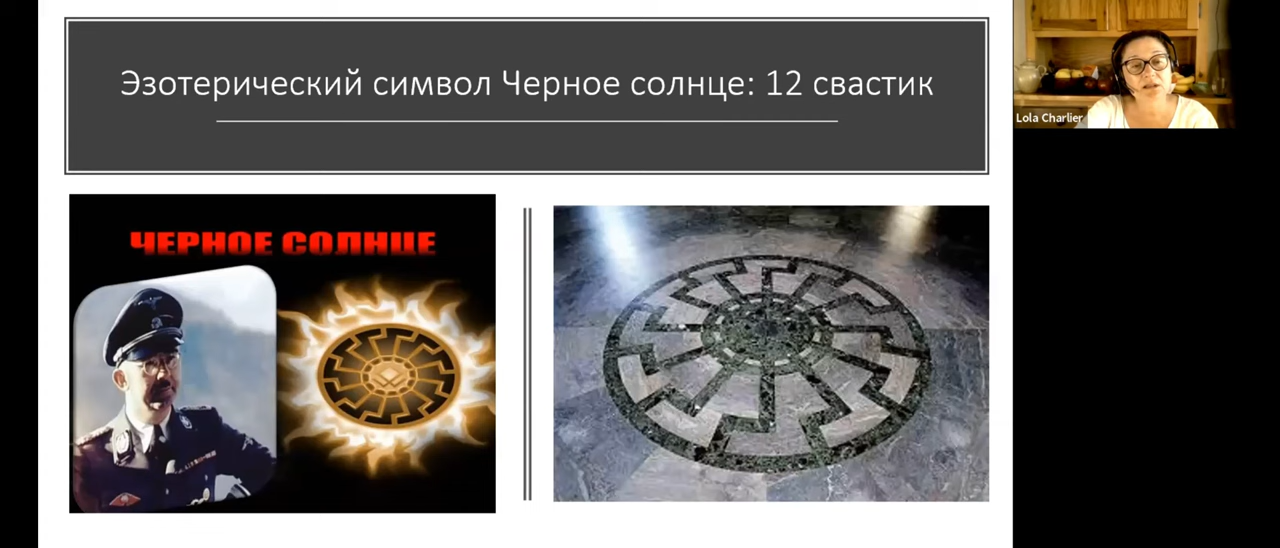 Эзотерический символ Черное солнце: 12 свастик
ЧЕРНОЕ СОЛНЦЕ
Lola Charlier